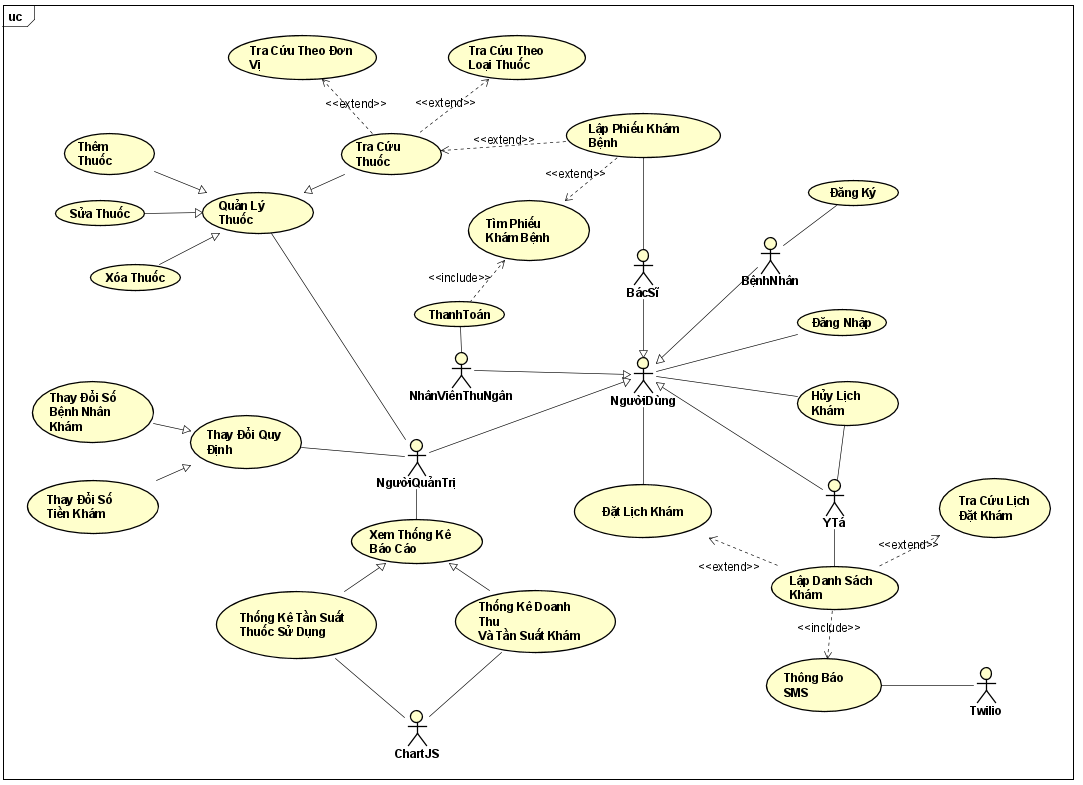 uc
Tra Cứu Theo Đơn
Vị
Tra Cứu Theo
Loại Thuốc
<<extend>>
<<extend>>
Lập Phiếu Khám
Bệnh
<<extend>>
Thêm
Thuốc
Tra Cứu
Thuốc
<<extend>>
Đăng Ký
Sửa Thuốc
Quản Lý
Thuốc
Tìm Phiếu
Khám Bệnh
Xóa Thuốc
<<include>>
BácSĩ
BệnhNhân
ThanhToán
Đăng Nhập
NhânViênThuNgân
NgườiDùng
Hủy Lịch
Khám
Thay Đổi Số
Bệnh Nhân
Khám
Thay Đổi Quy
Định
NgườiQuảnTrị
Thay Đổi Số
Tiền Khám
Đặt Lịch Khám
YTá
Tra Cứu Lịch
Đặt Khám
Xem Thống Kê
Báo Cáo
<<extend>>
<<extend>>
Lập Danh Sách
Khám
Thống Kê Tần Suất
Thuốc Sử Dụng
Thống Kê Doanh
Thu
Và Tần Suất Khám
<<include>>
Thông Báo
SMS
Twilio
ChartJS